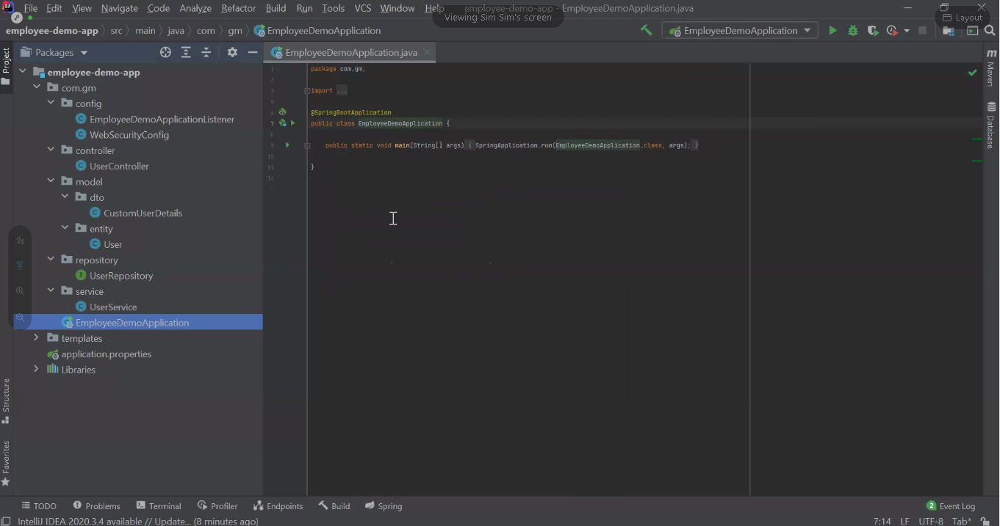 File Edit View Navigate Code Analyze Refactor Build Run Tools VCS Window Help employee-demo-app - EmployeeDemoApplication.java
Viewing Sim Sim's screen
Layout
employee-demo-app src main java com gm EmployeeDemoApplication
EmployeeDemoApplication
Project
Packages
EmployeeDemoApplication.java
employee-demo-app
com.gm
config
EmployeeDemoApplicationListener
WebSecurityConfig
controller
UserController
model
dto
CustomUserDetails
entity
User
repository
UserRepository
service
UserService
EmployeeDemoApplication
templates
application.properties
Libraries
1 package com.gm;
2
3 import ...
5
6 @SpringBootApplication
7 public class EmployeeDemoApplication {
8
9 public static void main(String[] args) { SpringApplication.run(EmployeeDemoApplication.class, args); }
10
13 }
14
Maven
Database
Structure
Favorites
TODO Problems Terminal Profiler Endpoints Build Spring
2 Event Log
IntelliJ IDEA 2020.3.4 available // Update... (8 minutes ago)
7:14 LF UTF-8 Tab*